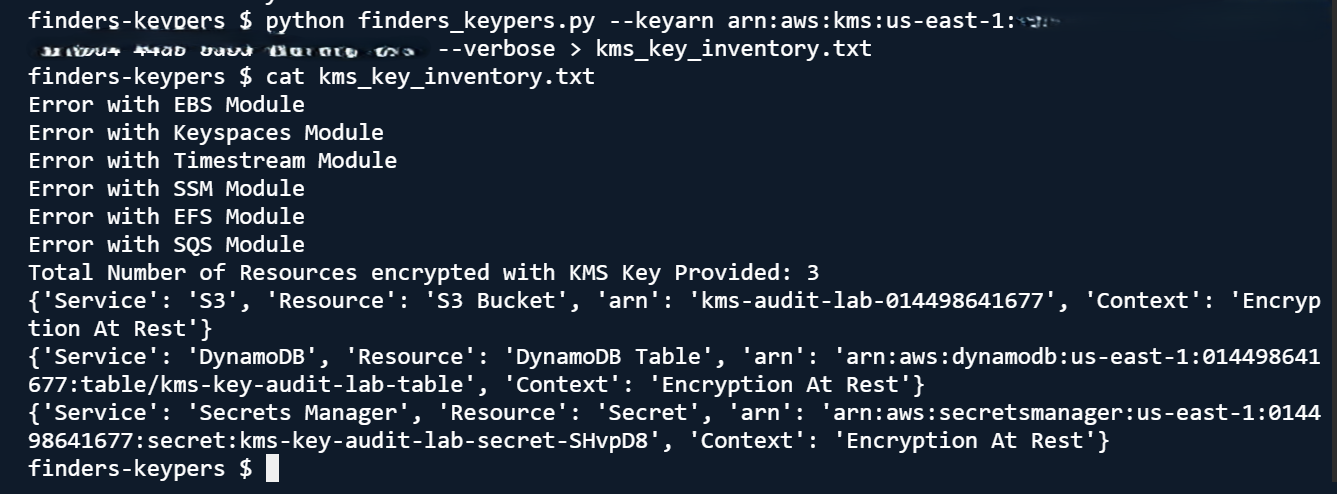 finders-keypers $ python finders_keypers.py --keyarn arn:aws:kms:us-east-1:
--verbose > kms_key_inventory.txt
finders-keypers $ cat kms_key_inventory.txt
Error with EBS Module
Error with Keyspaces Module
Error with Timestream Module
Error with SSM Module
Error with EFS Module
Error with SQS Module
Total Number of Resources encrypted with KMS Key Provided: 3
{'Service': 'S3', 'Resource': 'S3 Bucket', 'arn': 'kms-audit-lab-014498641677', 'Context': 'Encryp
tion At Rest'}
{'Service': 'DynamoDB', 'Resource': 'DynamoDB Table', 'arn': 'arn:aws:dynamodb:us-east-1:014498641
677:table/kms-key-audit-lab-table', 'Context': 'Encryption At Rest'}
{'Service': 'Secrets Manager', 'Resource': 'Secret', 'arn': 'arn:aws:secretsmanager:us-east-1:0144
98641677:secret:kms-key-audit-lab-secret-SHvpD8', 'Context': 'Encryption At Rest'}
finders-keypers $